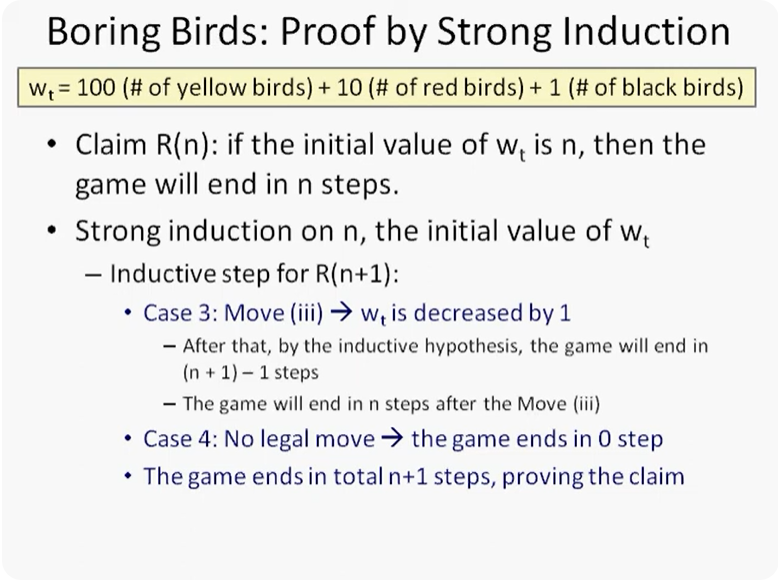 Boring Birds: Proof by Strong Induction
wₜ = 100 (# of yellow birds) + 10 (# of red birds) + 1 (# of black birds)
• Claim R(n): if the initial value of wₜ is n, then the
game will end in n steps.
• Strong induction on n, the initial value of wₜ
– Inductive step for R(n+1):
• Case 3: Move (iii) → wₜ is decreased by 1
– After that, by the inductive hypothesis, the game will end in
(n + 1) – 1 steps
– The game will end in n steps after the Move (iii)
• Case 4: No legal move → the game ends in 0 step
• The game ends in total n+1 steps, proving the claim